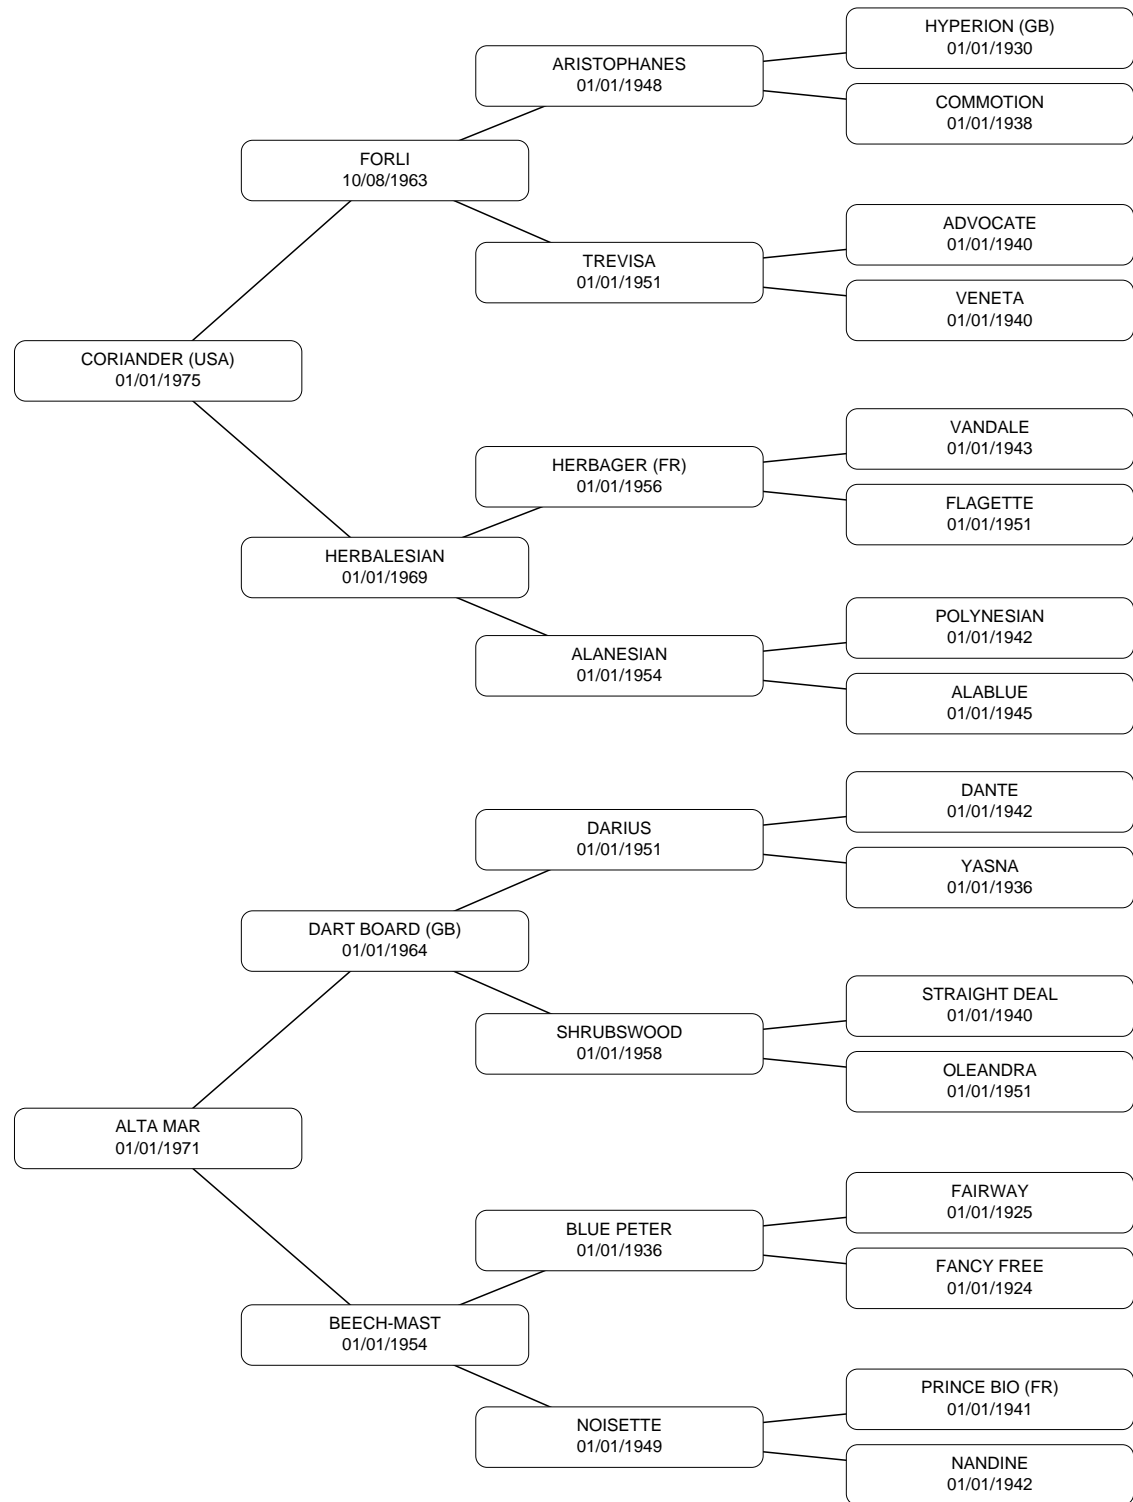 HYPERION (GB)
01/01/1930
ARISTOPHANES
01/01/1948
COMMOTION
01/01/1938
FORLI
10/08/1963
ADVOCATE
01/01/1940
TREVISA
01/01/1951
VENETA
01/01/1940
CORIANDER (USA)
01/01/1975
VANDALE
01/01/1943
HERBAGER (FR)
01/01/1956
FLAGETTE
01/01/1951
HERBALESIAN
01/01/1969
POLYNESIAN
01/01/1942
ALANESIAN
01/01/1954
ALABLUE
01/01/1945
DANTE
01/01/1942
DARIUS
01/01/1951
YASNA
01/01/1936
DART BOARD (GB)
01/01/1964
STRAIGHT DEAL
01/01/1940
SHRUBSWOOD
01/01/1958
OLEANDRA
01/01/1951
ALTA MAR
01/01/1971
FAIRWAY
01/01/1925
BLUE PETER
01/01/1936
FANCY FREE
01/01/1924
BEECH-MAST
01/01/1954
PRINCE BIO (FR)
01/01/1941
NOISETTE
01/01/1949
NANDINE
01/01/1942